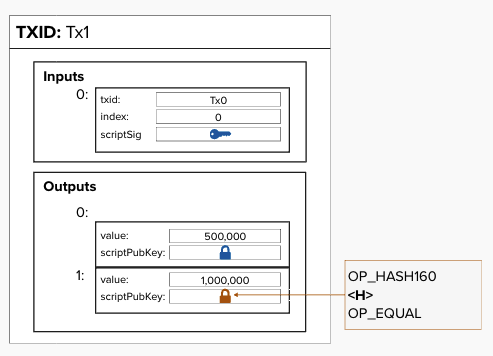 TXID: Tx1
Inputs
0:
txid: Tx0
index: 0
scriptSig
Outputs
0:
value: 500,000
scriptPubKey:
1:
value: 1,000,000
scriptPubKey:
OP_HASH160
<H>
OP_EQUAL